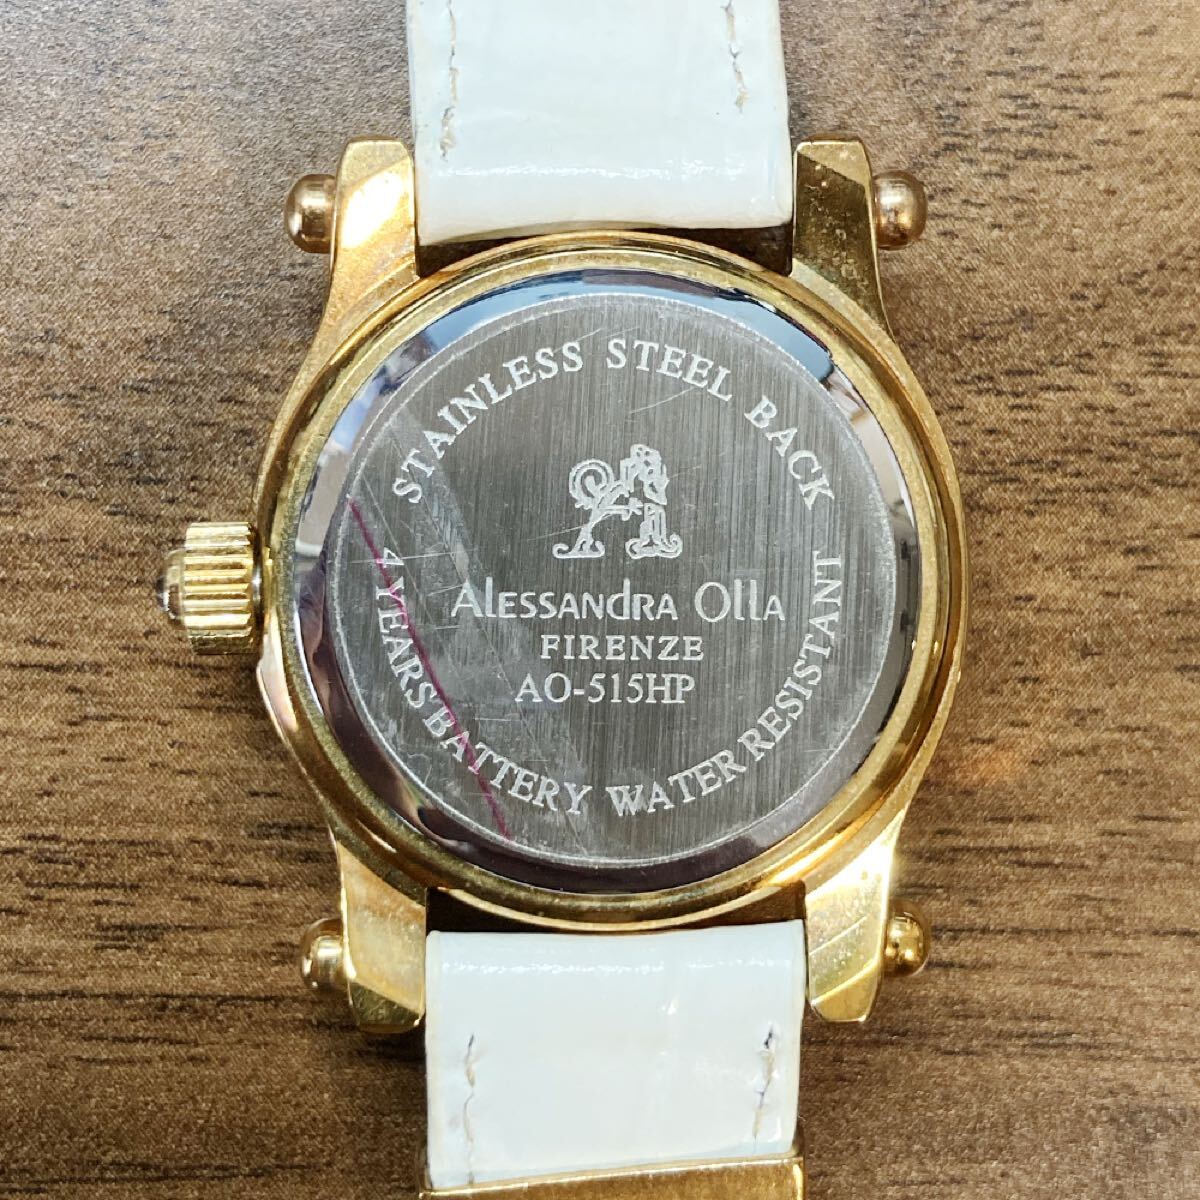 STAINLESS STEEL BACK
ALESSANDRA OLLA
FIRENZE
AO-515HP
4 YEARS BATTERY WATER RESISTANT